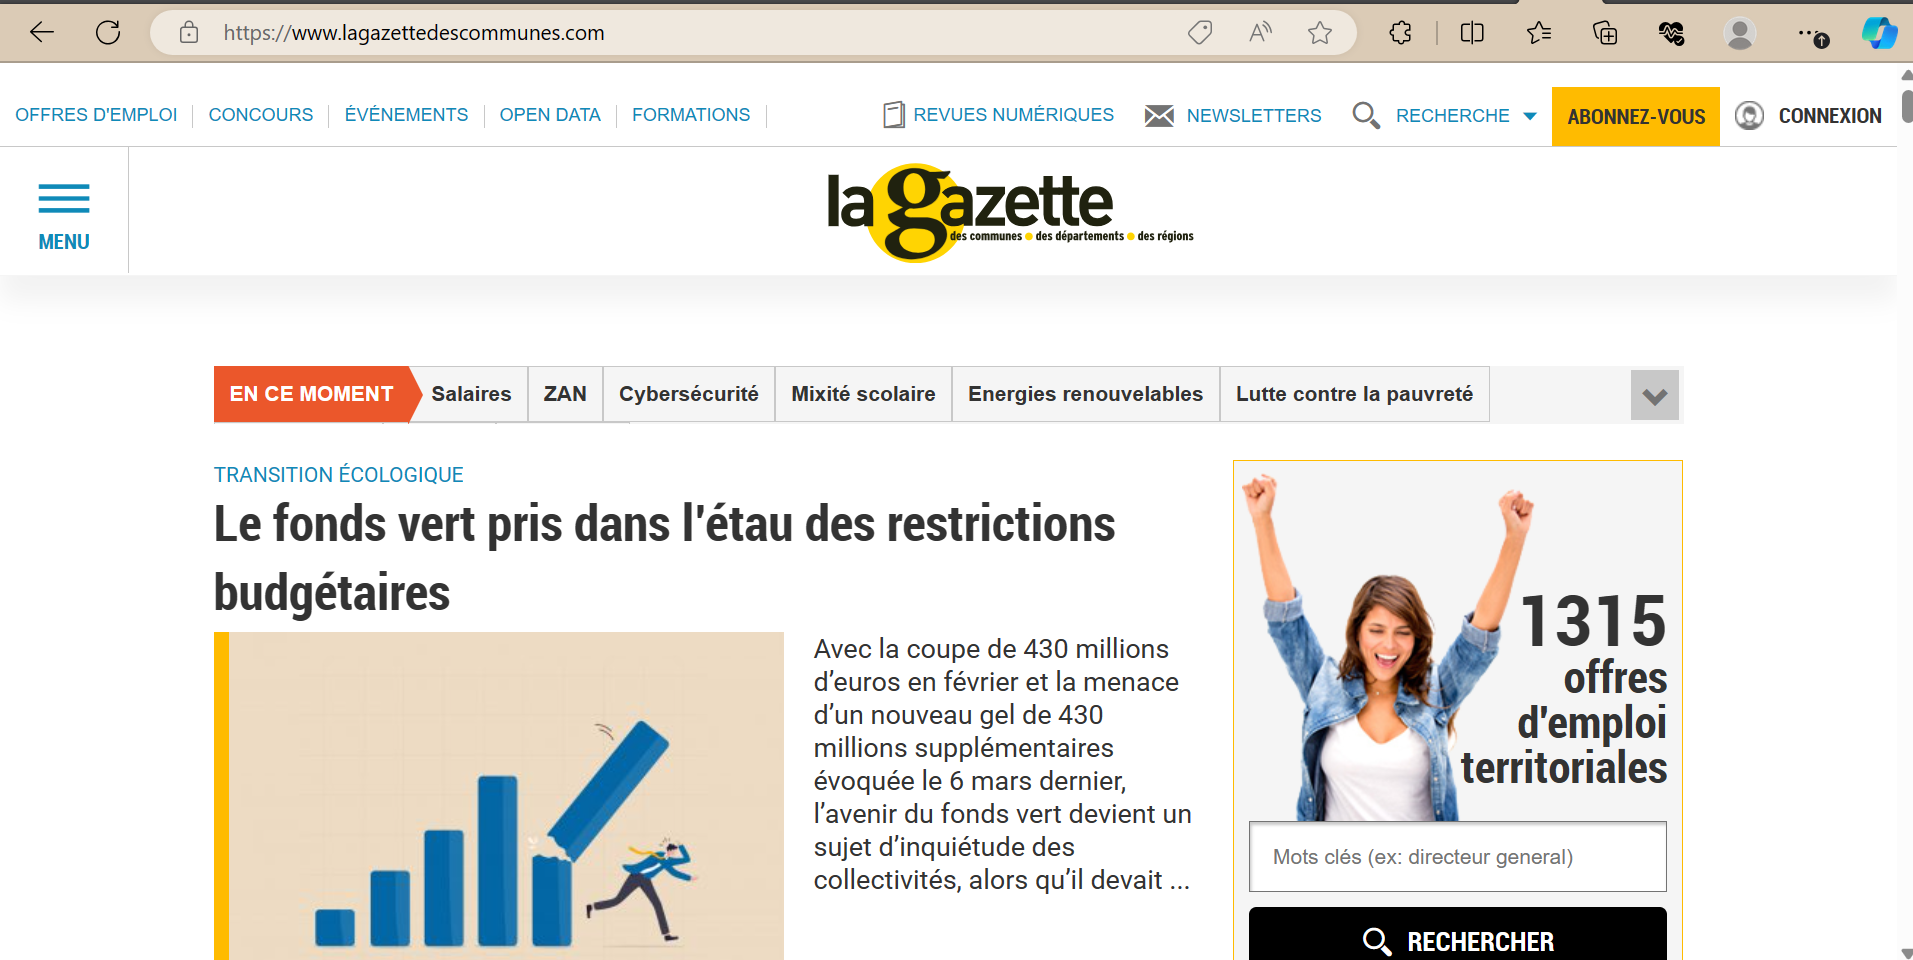 https://www.lagazettedescommunes.com
OFFRES D'EMPLOI CONCOURS ÉVÉNEMENTS OPEN DATA FORMATIONS REVUES NUMÉRIQUES NEWSLETTERS RECHERCHE ABONNEZ-VOUS CONNEXION
MENU
la gazette
des communes des départements des régions
EN CE MOMENT Salaires ZAN Cybersécurité Mixité scolaire Energies renouvelables Lutte contre la pauvreté
TRANSITION ÉCOLOGIQUE
Le fonds vert pris dans l'étau des restrictions
budgétaires
Avec la coupe de 430 millions
d’euros en février et la menace
d’un nouveau gel de 430
millions supplémentaires
évoquée le 6 mars dernier,
l’avenir du fonds vert devient un
sujet d’inquiétude des
collectivités, alors qu’il devait ...
1315
offres
d'emploi
territoriales
Mots clés (ex: directeur general)
RECHERCHER